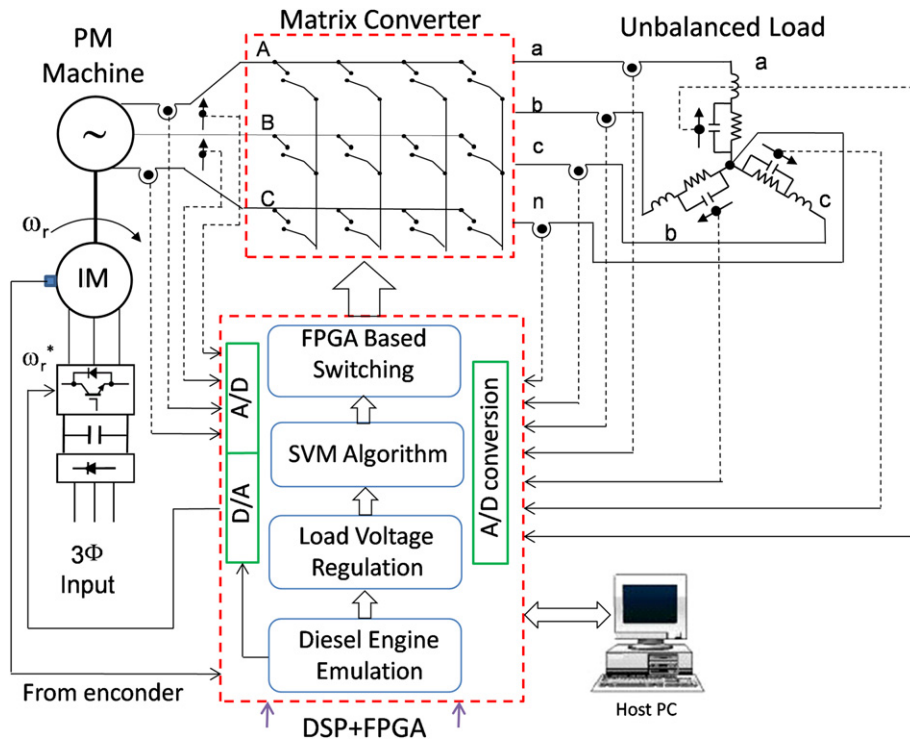 Matrix Converter
PM
Machine
Unbalanced Load
A
a
a
~
B
b
C
c
n
c
b
ωr
IM
ωr*
FPGA Based
Switching
A/D
SVM Algorithm
A/D conversion
D/A
Load Voltage
Regulation
3Φ
Input
Diesel Engine
Emulation
From enconder
DSP+FPGA
Host PC